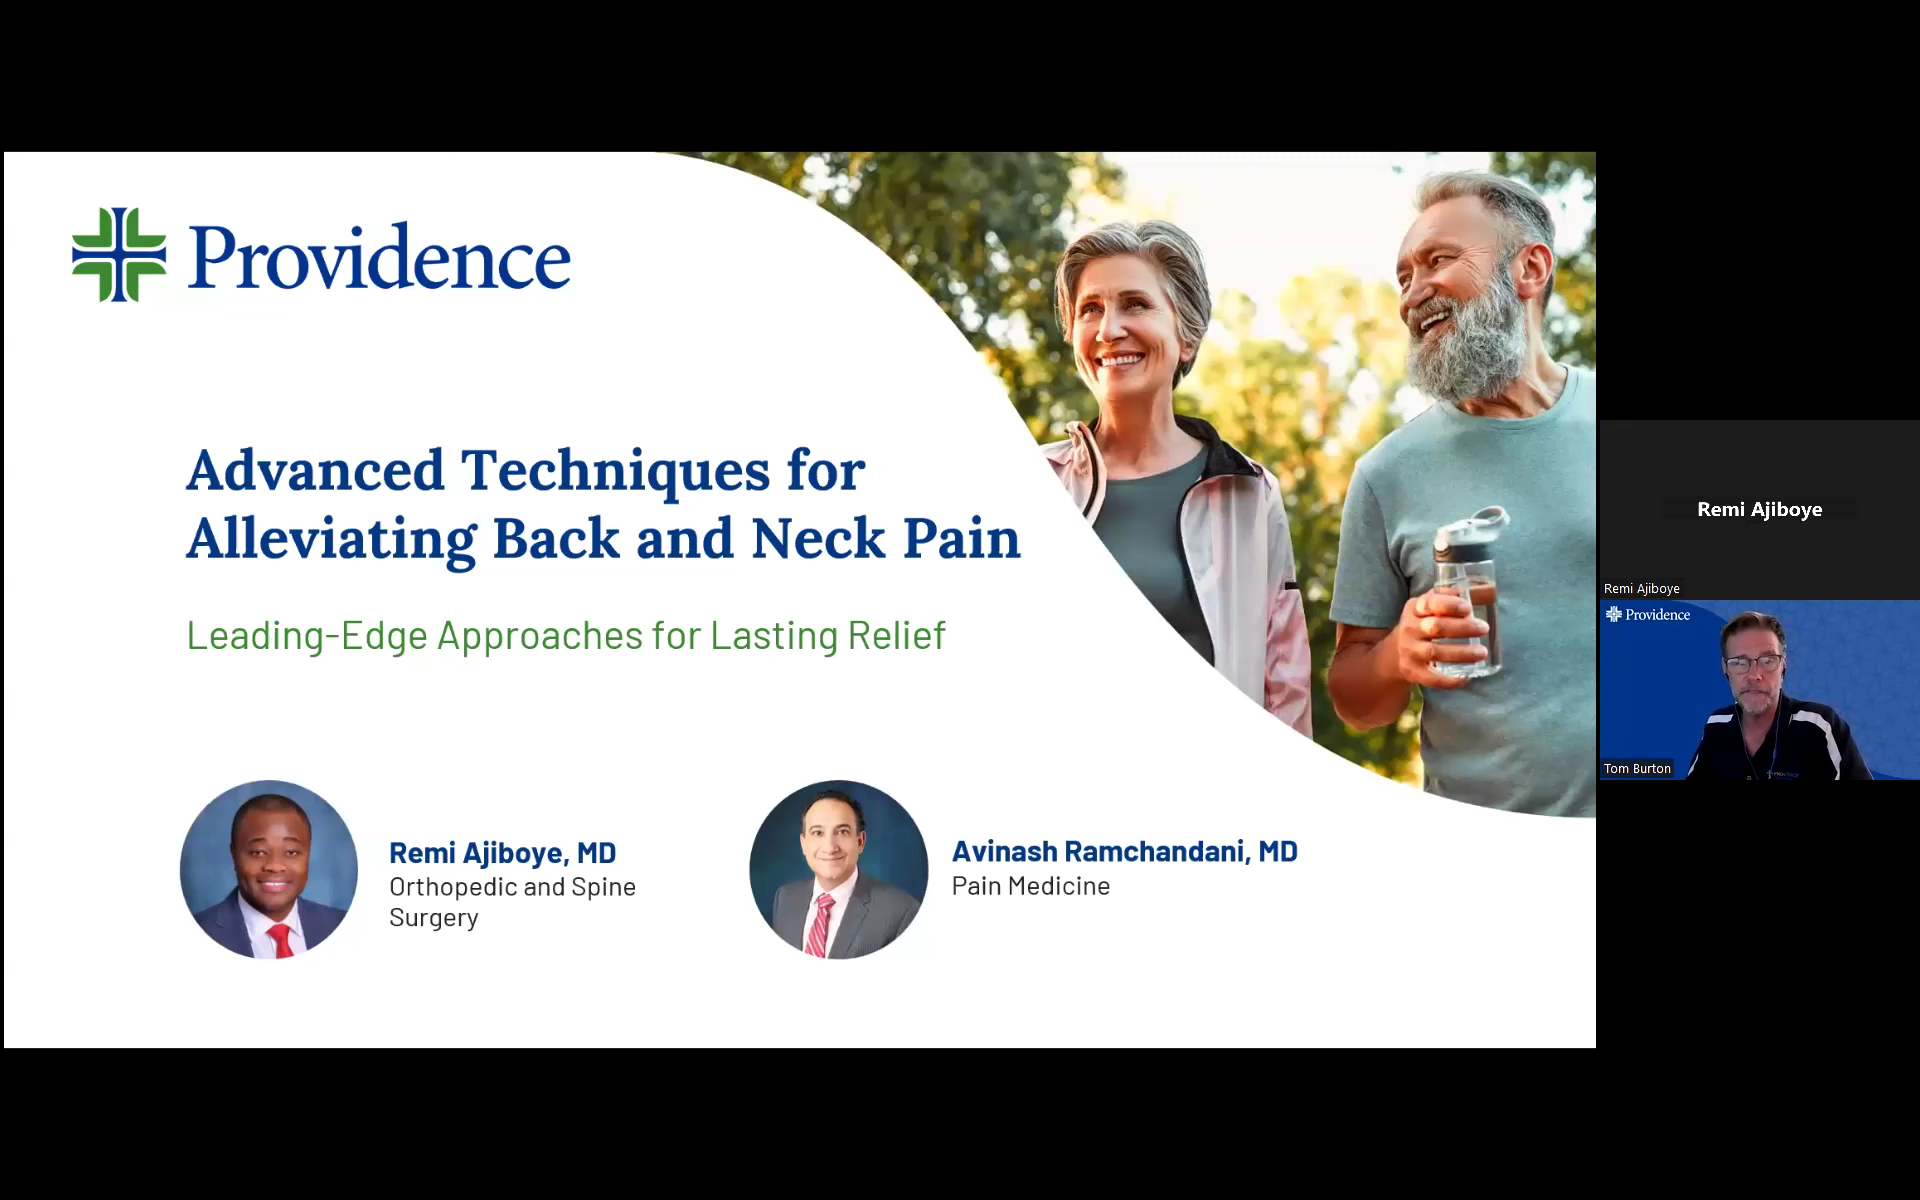 Providence
Advanced Techniques for
Alleviating Back and Neck Pain
Leading-Edge Approaches for Lasting Relief
Remi Ajiboye, MD
Orthopedic and Spine
Surgery
Avinash Ramchandani, MD
Pain Medicine
Remi Ajiboye
Remi Ajiboye
Providence
Tom Burton